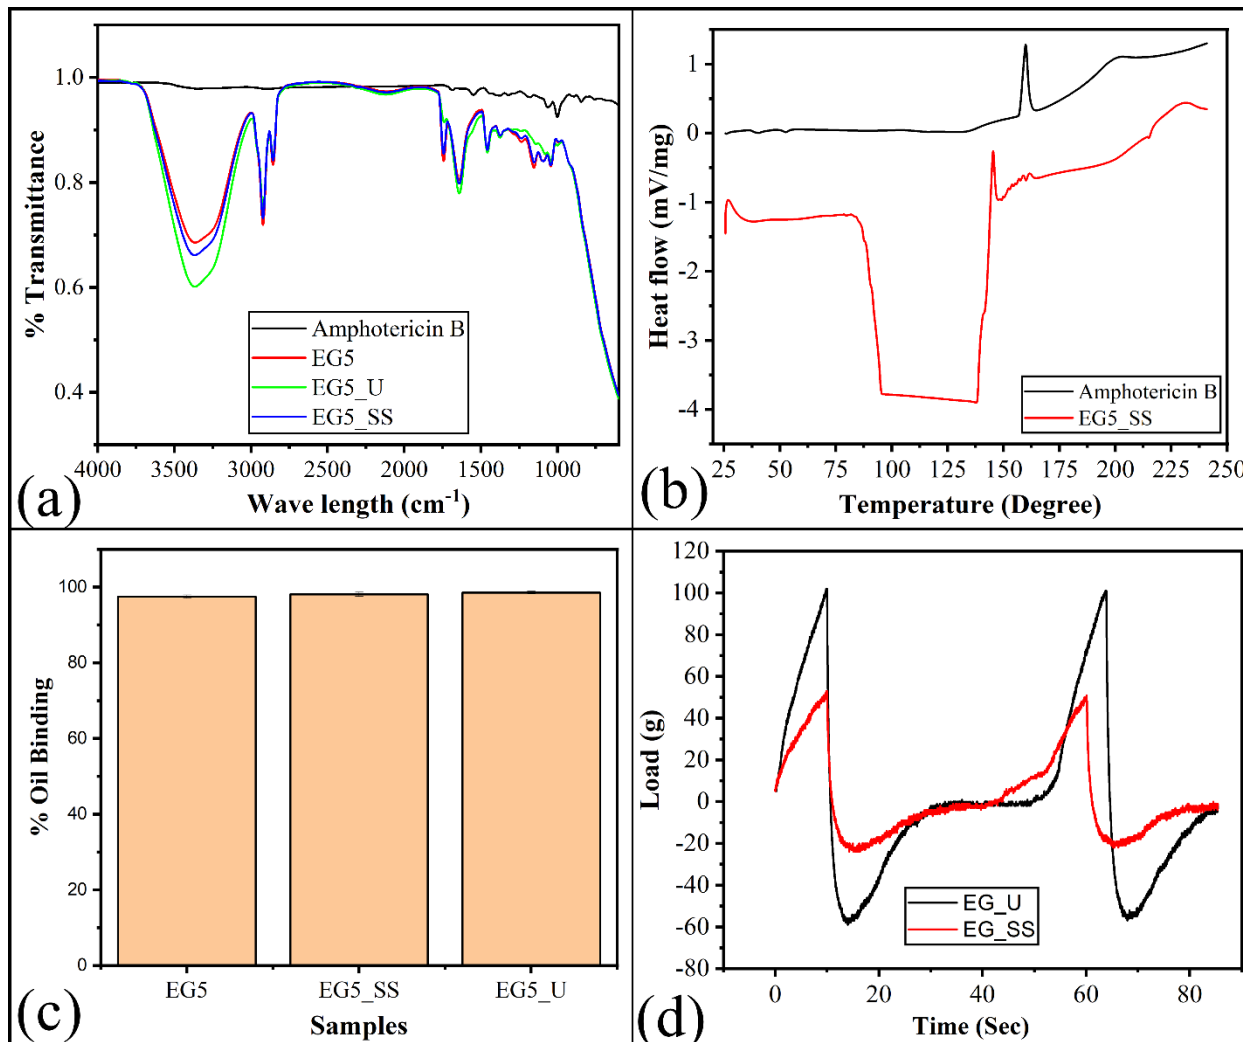 % Transmittance
1.0
0.8
0.6
0.4
Amphotericin B
EG5
EG5_U
EG5_SS
4000 3500 3000 2500 2000 1500 1000
Wave length (cm-1)
(a)
Heat flow (mV/mg)
1
0
-1
-2
-3
-4
Amphotericin B
EG5_SS
25 50 75 100 125 150 175 200 225 250
Temperature (Degree)
(b)
% Oil Binding
100
80
60
40
20
0
EG5 EG5_SS EG5_U
Samples
(c)
Load (g)
120
100
80
60
40
20
0
-20
-40
-60
-80
EG_U
EG_SS
0 20 40 60 80
Time (Sec)
(d)